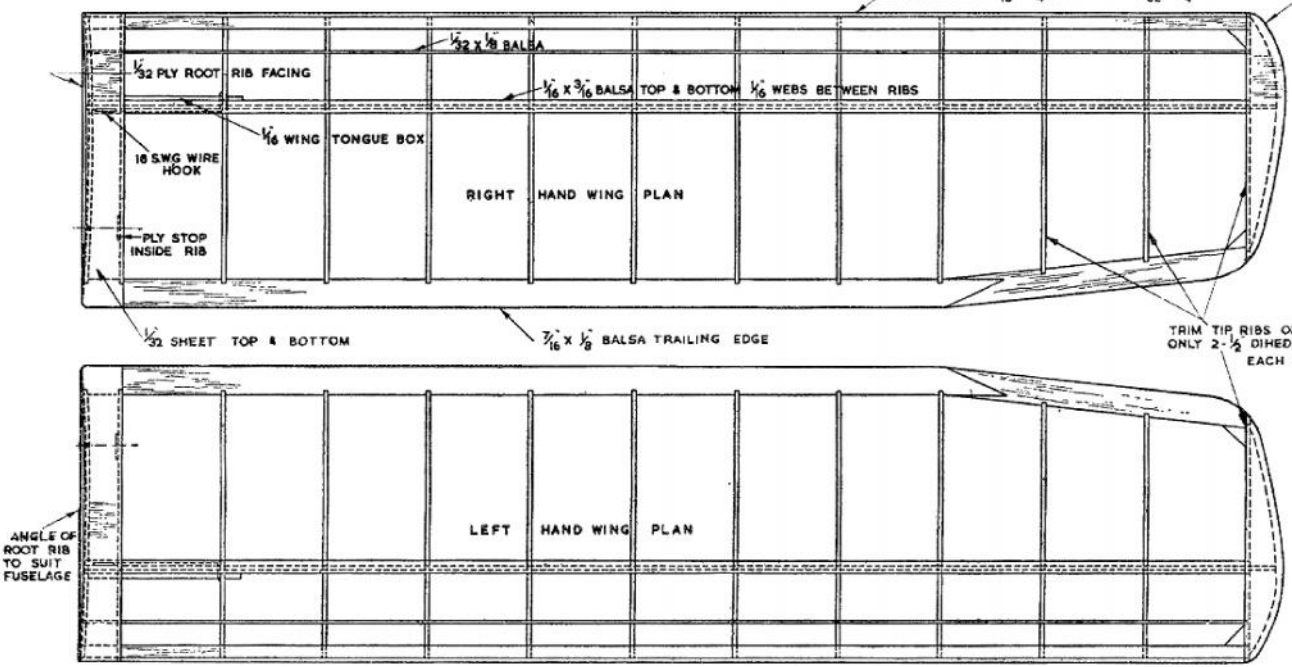 1/32" X 1/8" BALSA
1/32 PLY ROOT RIB FACING
1/16" X 3/16" BALSA TOP & BOTTOM 1/16" WEBS BETWEEN RIBS
1/16" WING TONGUE BOX
16 S.W.G WIRE
HOOK
RIGHT HAND WING PLAN
PLY STOP
INSIDE RIB
1/32" SHEET TOP & BOTTOM
7/16" X 1/8" BALSA TRAILING EDGE
TRIM TIP RIBS
ONLY 2-1/2" DIHED
EACH
LEFT HAND WING PLAN
ANGLE OF
ROOT RIB
TO SUIT
FUSELAGE